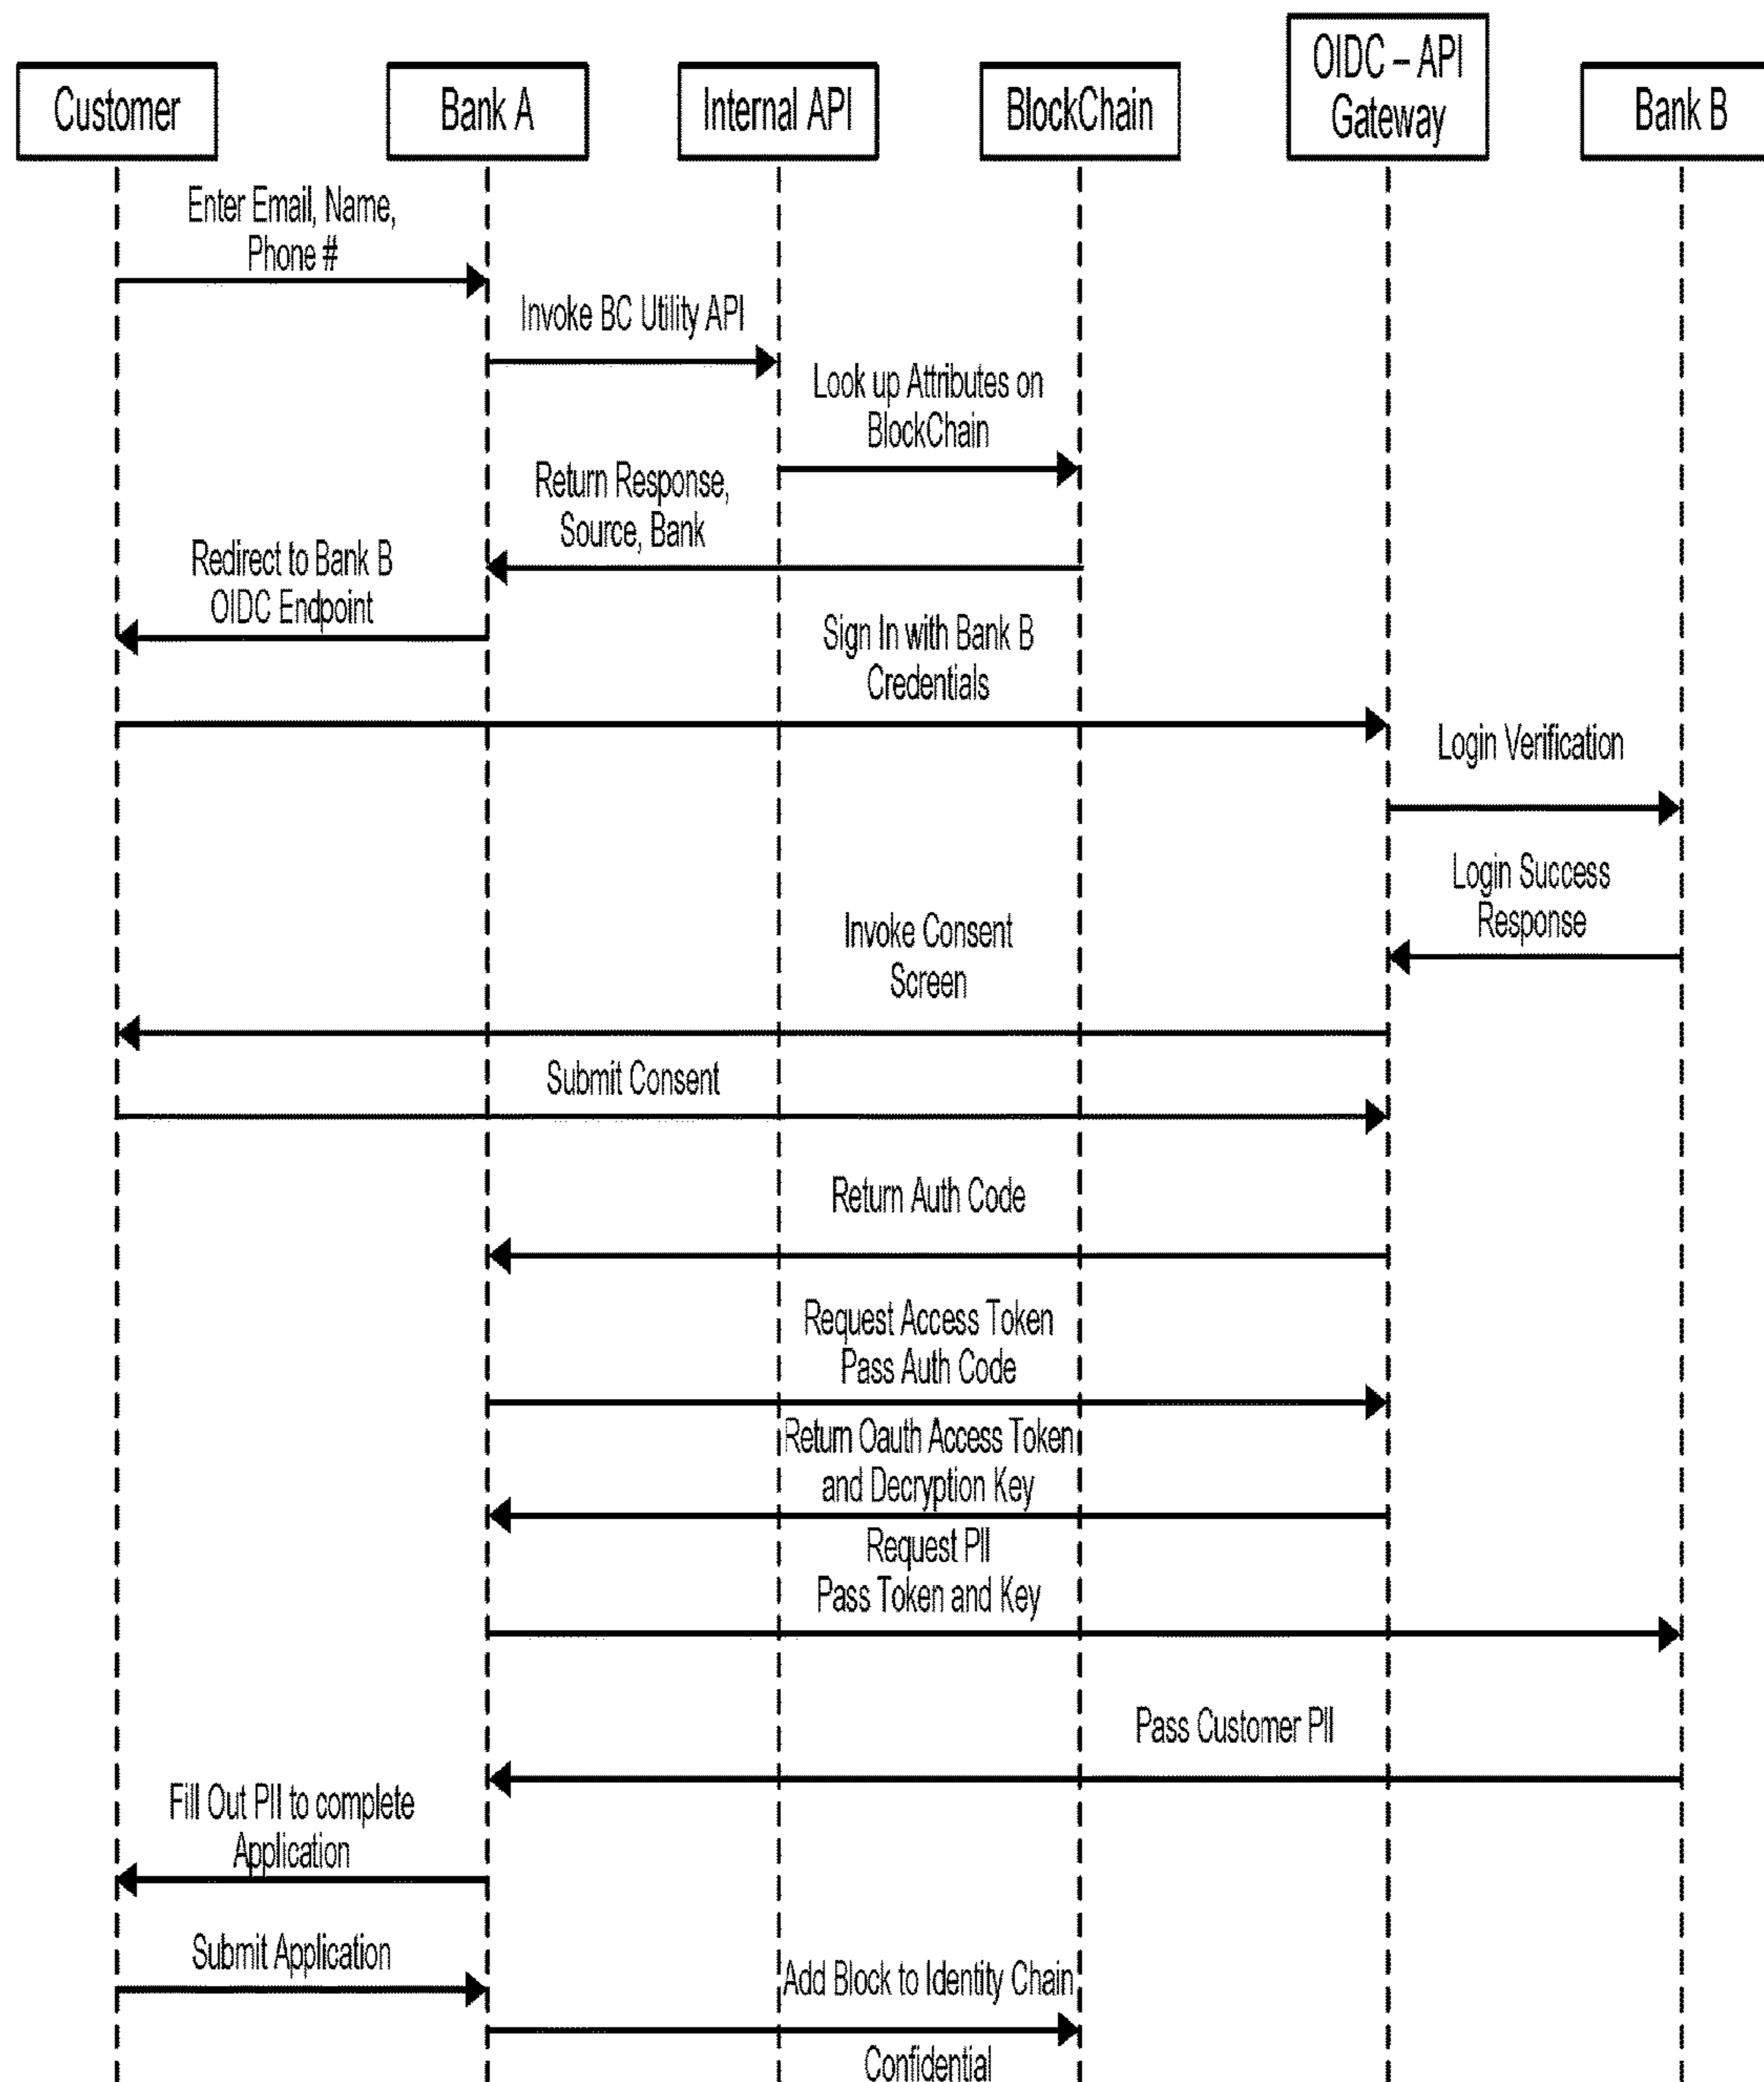 Customer
Bank A
Internal API
BlockChain
OIDC – API
Gateway
Bank B
Enter Email, Name,
Phone #
Invoke BC Utility API
Look up Attributes on
BlockChain
Return Response,
Source, Bank
Redirect to Bank B
OIDC Endpoint
Sign In with Bank B
Credentials
Login Verification
Login Success
Response
Invoke Consent
Screen
Submit Consent
Return Auth Code
Request Access Token
Pass Auth Code
Return Oauth Access Token
and Decryption Key
Request PII
Pass Token and Key
Pass Customer PII
Fill Out PII to complete
Application
Submit Application
Add Block to Identity Chain
Confidential